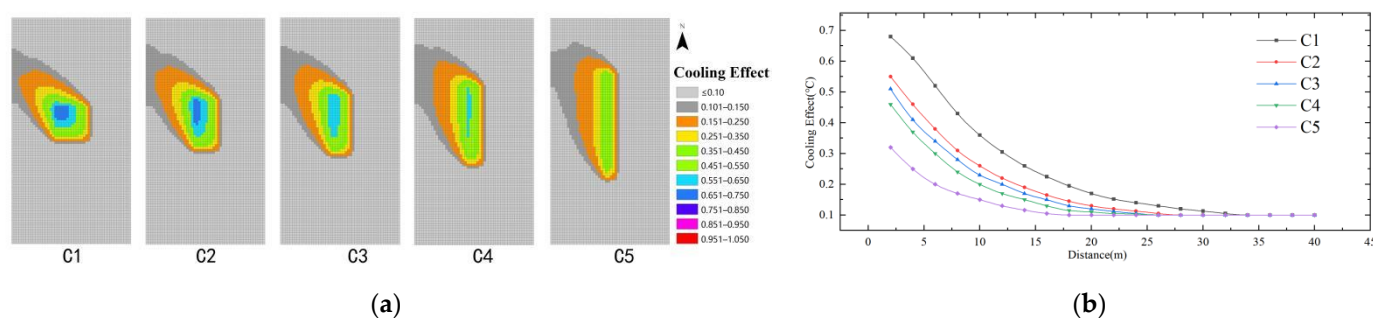 N
Cooling Effect
≤0.10
0.101–0.150
0.151–0.250
0.251–0.350
0.351–0.450
0.451–0.550
0.551–0.650
0.651–0.750
0.751–0.850
0.851–0.950
0.951–1.050
C1 C2 C3 C4 C5
(a)
Cooling Effect(℃)
0.7
0.6
0.5
0.4
0.3
0.2
0.1
C1
C2
C3
C4
C5
0 5 10 15 20 25 30 35 40 45
Distance(m)
(b)